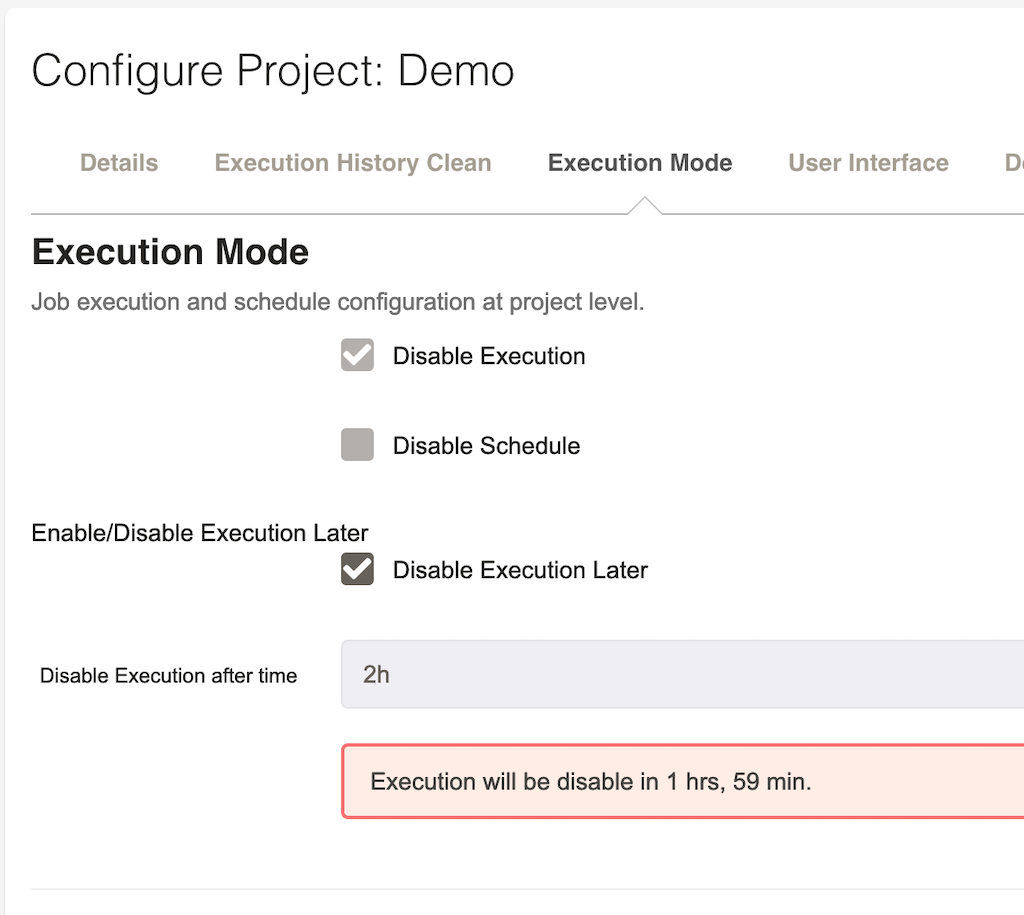 Configure Project: Demo
Details Execution History Clean Execution Mode User Interface
Execution Mode
Job execution and schedule configuration at project level.
Disable Execution
Disable Schedule
Enable/Disable Execution Later
Disable Execution Later
Disable Execution after time 2h
Execution will be disable in 1 hrs, 59 min.